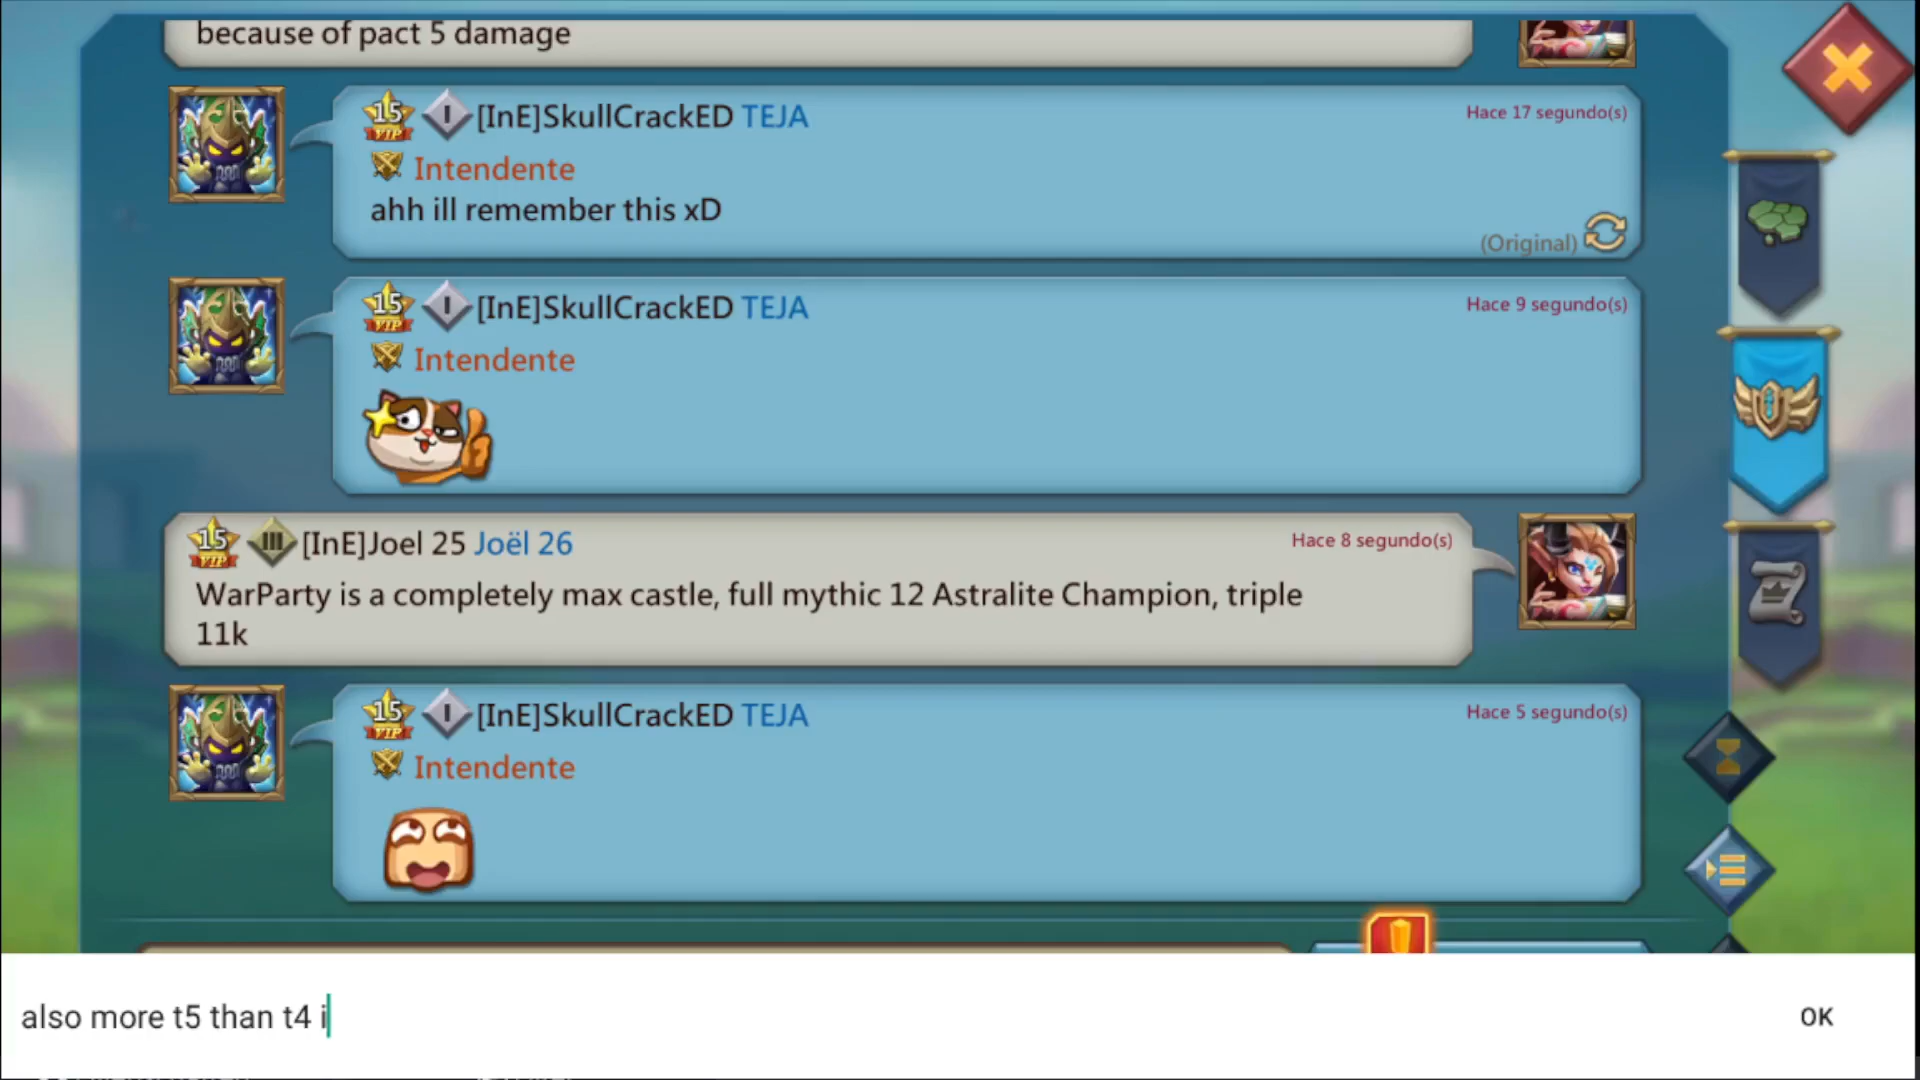 because of pact 5 damage
15 VIP I [InE]SkullCrackED TEJA Hace 17 segundo(s)
Intendente
ahh ill remember this xD
(Original)
15 VIP I [InE]SkullCrackED TEJA Hace 9 segundo(s)
Intendente
15 VIP III [InE]Joel 25 Joël 26 Hace 8 segundo(s)
WarParty is a completely max castle, full mythic 12 Astralite Champion, triple
11k
15 VIP I [InE]SkullCrackED TEJA Hace 5 segundo(s)
Intendente
also more t5 than t4 i
OK